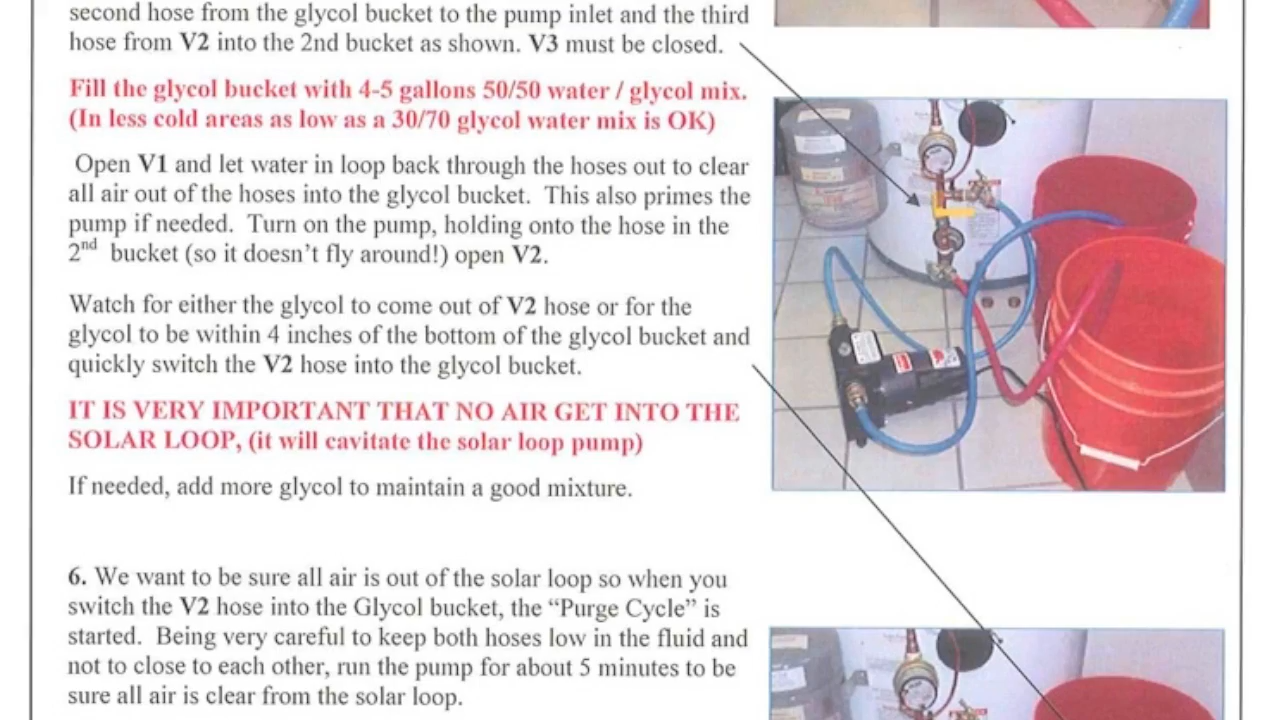 second hose from the glycol bucket to the pump inlet and the third
hose from V2 into the 2nd bucket as shown. V3 must be closed.
Fill the glycol bucket with 4-5 gallons 50/50 water / glycol mix.
(In less cold areas as low as a 30/70 glycol water mix is OK)
Open V1 and let water in loop back through the hoses out to clear
all air out of the hoses into the glycol bucket. This also primes the
pump if needed. Turn on the pump, holding onto the hose in the
2nd bucket (so it doesn't fly around!) open V2.
Watch for either the glycol to come out of V2 hose or for the
glycol to be within 4 inches of the bottom of the glycol bucket and
quickly switch the V2 hose into the glycol bucket.
IT IS VERY IMPORTANT THAT NO AIR GET INTO THE
SOLAR LOOP, (it will cavitate the solar loop pump)
If needed, add more glycol to maintain a good mixture.
6. We want to be sure all air is out of the solar loop so when you
switch the V2 hose into the Glycol bucket, the “Purge Cycle” is
started. Being very careful to keep both hoses low in the fluid and
not to close to each other, run the pump for about 5 minutes to be
sure all air is clear from the solar loop.